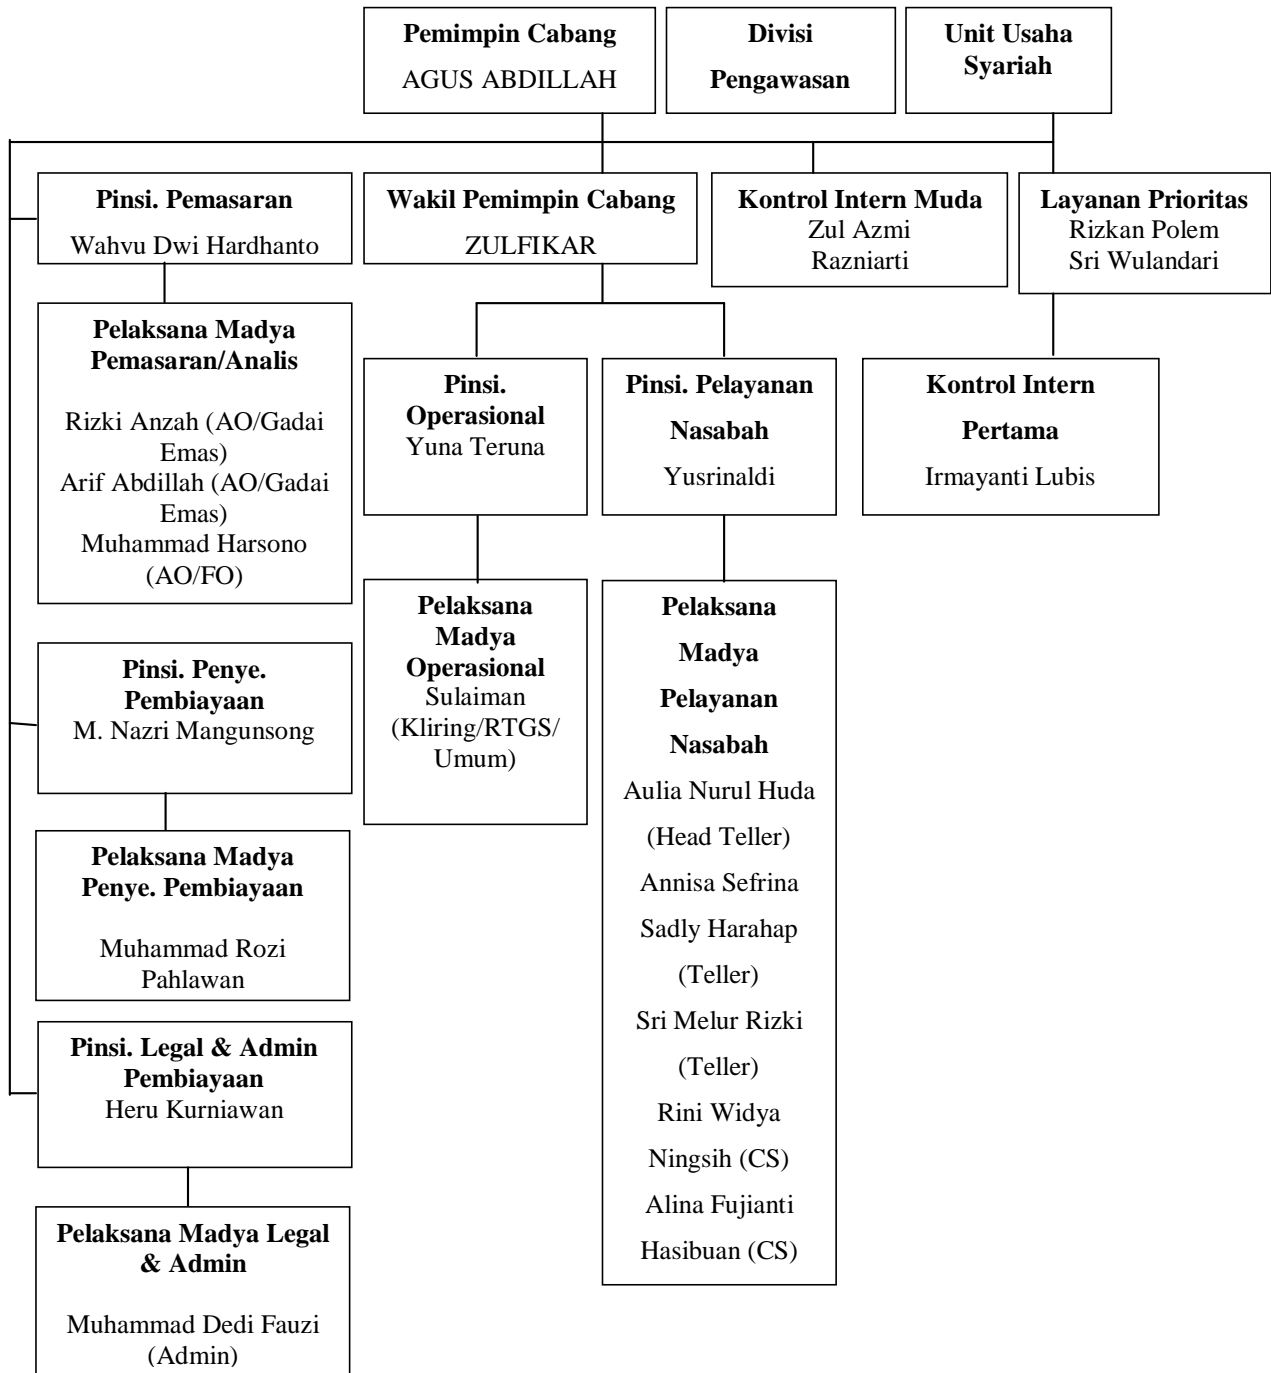 Pemimpin Cabang
AGUS ABDILLAH
Divisi
Pengawasan
Unit Usaha
Syariah
Pinsi. Pemasaran
Wahvu Dwi Hardhanto
Wakil Pemimpin Cabang
ZULFIKAR
Kontrol Intern Muda
Zul Azmi
Razniarti
Layanan Prioritas
Rizkan Polem
Sri Wulandari
Pelaksana Madya
Pemasaran/Analis
Rizki Anzah (AO/Gadai
Emas)
Arif Abdillah (AO/Gadai
Emas)
Muhammad Harsono
(AO/FO)
Pinsi.
Operasional
Yuna Teruna
Pinsi. Pelayanan
Nasabah
Yusrinaldi
Kontrol Intern
Pertama
Irmayanti Lubis
Pinsi. Penye.
Pembiayaan
M. Nazri Mangunsong
Pelaksana
Madya
Operasional
Sulaiman
(Kliring/RTGS/
Umum)
Pelaksana
Madya
Pelayanan
Nasabah
Aulia Nurul Huda
(Head Teller)
Annisa Sefrina
Sadly Harahap
(Teller)
Sri Melur Rizki
(Teller)
Rini Widya
Ningsih (CS)
Alina Fujianti
Hasibuan (CS)
Pelaksana Madya
Penye. Pembiayaan
Muhammad Rozi
Pahlawan
Pinsi. Legal & Admin
Pembiayaan
Heru Kurniawan
Pelaksana Madya Legal
& Admin
Muhammad Dedi Fauzi
(Admin)